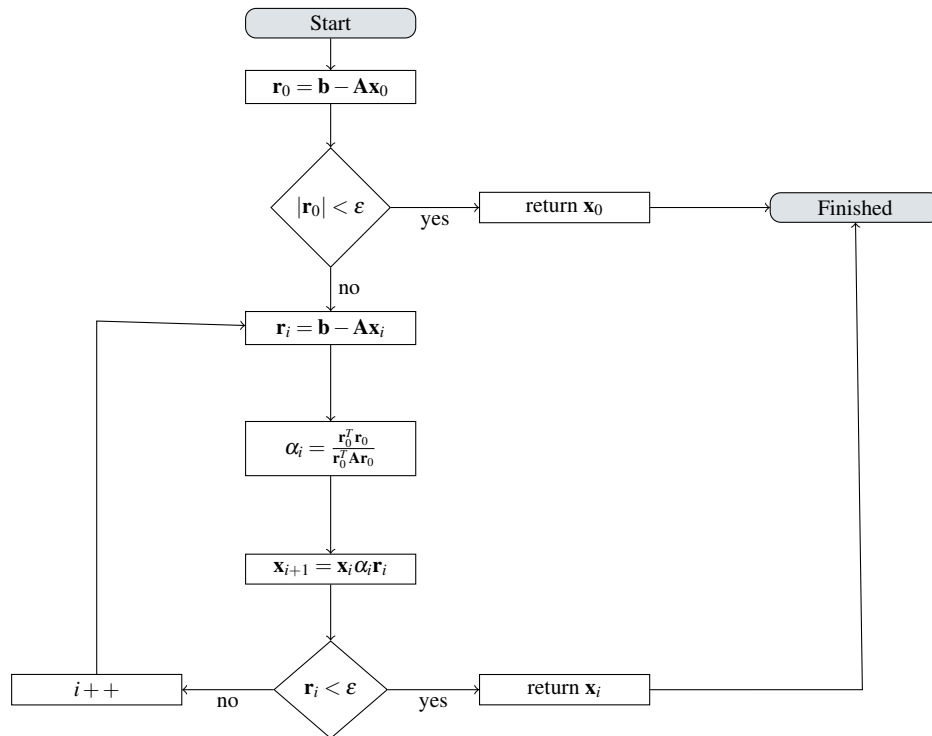 Start
𝐫₀ = 𝐛 − 𝐀𝐱₀
|𝐫₀| < ε
yes
return 𝐱₀
Finished
no
𝐫ᵢ = 𝐛 − 𝐀𝐱ᵢ
αᵢ = 𝐫₀ᵀ𝐫₀ / 𝐫₀ᵀ𝐀𝐫₀
𝐱ᵢ₊₁ = 𝐱ᵢαᵢ𝐫ᵢ
i++
no
𝐫ᵢ < ε
yes
return 𝐱ᵢ